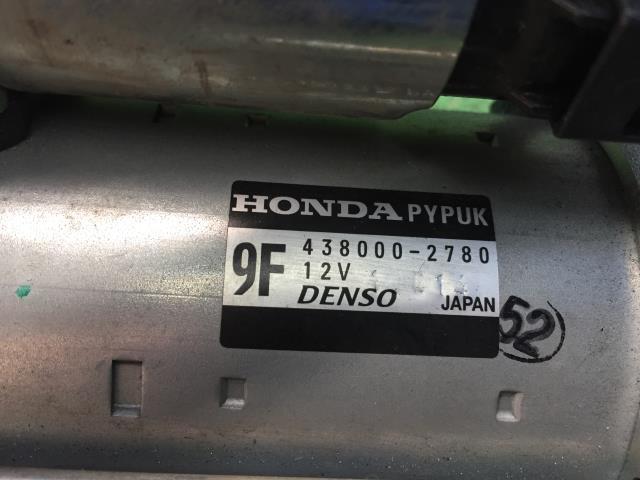 HONDA PYPUK
9F 438000-2780
12V
DENSO JAPAN
52